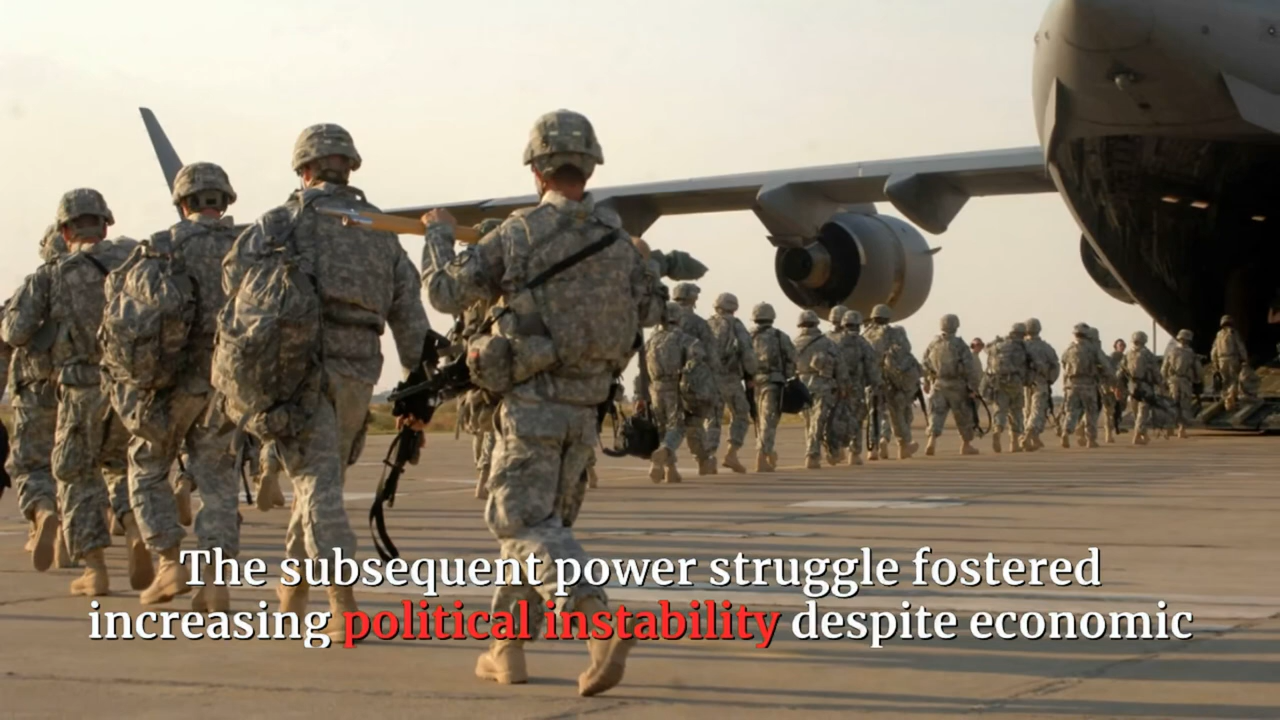 The subsequent power struggle fostered
increasing political instability despite economic